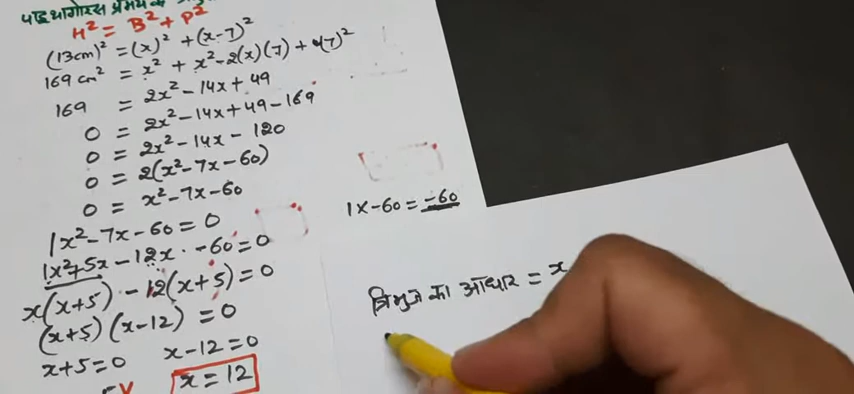 पाइथागोरस प्रमेय के
H² = B² + P²
(13cm)² = (x)² + (x-7)²
169 cm² = x² + x² - 2(x)(7) + (7)²
169 = 2x² - 14x + 49
0 = 2x² - 14x + 49 - 169
0 = 2x² - 14x - 120
0 = 2(x² - 7x - 60)
0 = x² - 7x - 60
1x² - 7x - 60 = 0
1x² + 5x - 12x - 60 = 0
x(x+5) - 12(x+5) = 0
(x+5) (x-12) = 0
x+5=0 x-12=0
x = 12
1 x -60 = -60
त्रिभुज का आधार = x